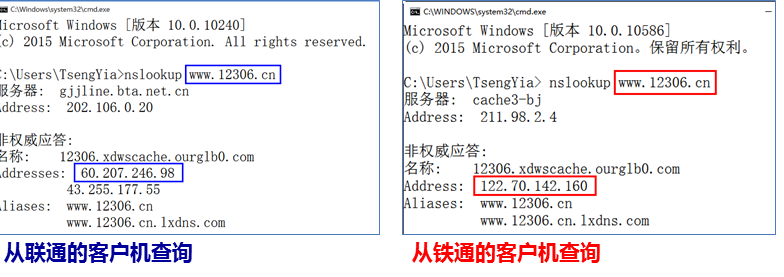 C:\WINDOWS\system32\cmd.exe
Microsoft Windows [版本 10.0.10240]
(c) 2015 Microsoft Corporation. All rights reserved.
C:\Users\TsengYia>nslookup www.12306.cn
服务器: gjjline.bta.net.cn
Address: 202.106.0.20
非权威应答:
名称: 12306.xdwscache.ourglb0.com
Addresses: 60.207.246.98
43.255.177.55
Aliases: www.12306.cn
www.12306.cn.lxdns.com
从联通的客户机查询
C:\WINDOWS\system32\cmd.exe
Microsoft Windows [版本 10.0.10586]
(c) 2015 Microsoft Corporation。保留所有权利。
C:\Users\TsengYia> nslookup www.12306.cn
服务器: cache3-bj
Address: 211.98.2.4
非权威应答:
名称: 12306.xdwscache.ourglb0.com
Address: 122.70.142.160
Aliases: www.12306.cn
www.12306.cn.lxdns.com
从铁通的客户机查询